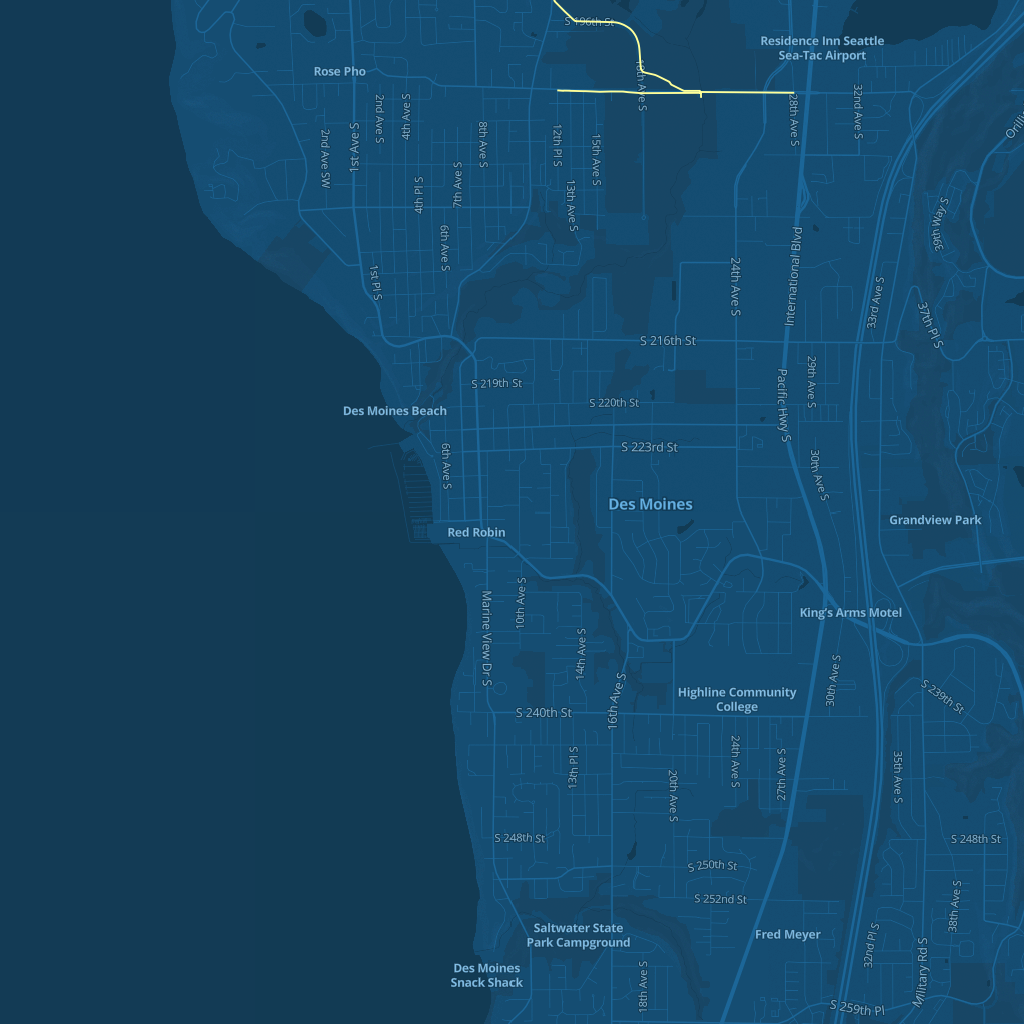 S 196th St
Residence Inn Seattle
Sea-Tac Airport
Rose Pho
16th Ave S
28th Ave S
32nd Ave S
2nd Ave S
4th Ave S
2nd Ave SW
1st Ave S
8th Ave S
12th Pl S
15th Ave S
4th Pl S
7th Ave S
13th Ave S
39th Way S
6th Ave S
1st Pl S
24th Ave S
International Blvd
33rd Ave S
37th Pl S
S 216th St
S 219th St
29th Ave S
S 220th St
Pacific Hwy S
Des Moines Beach
S 223rd St
6th Ave S
30th Ave S
Des Moines
Grandview Park
Red Robin
10th Ave S
Marine View Dr S
King's Arms Motel
14th Ave S
16th Ave S
30th Ave S
Highline Community
College
S 239th St
S 240th St
13th Pl S
24th Ave S
27th Ave S
20th Ave S
35th Ave S
S 248th St
S 248th St
S 250th St
S 252nd St
38th Ave S
Saltwater State
Park Campground
Fred Meyer
32nd Pl S
Military Rd S
Des Moines
Snack Shack
18th Ave S
S 259th Pl